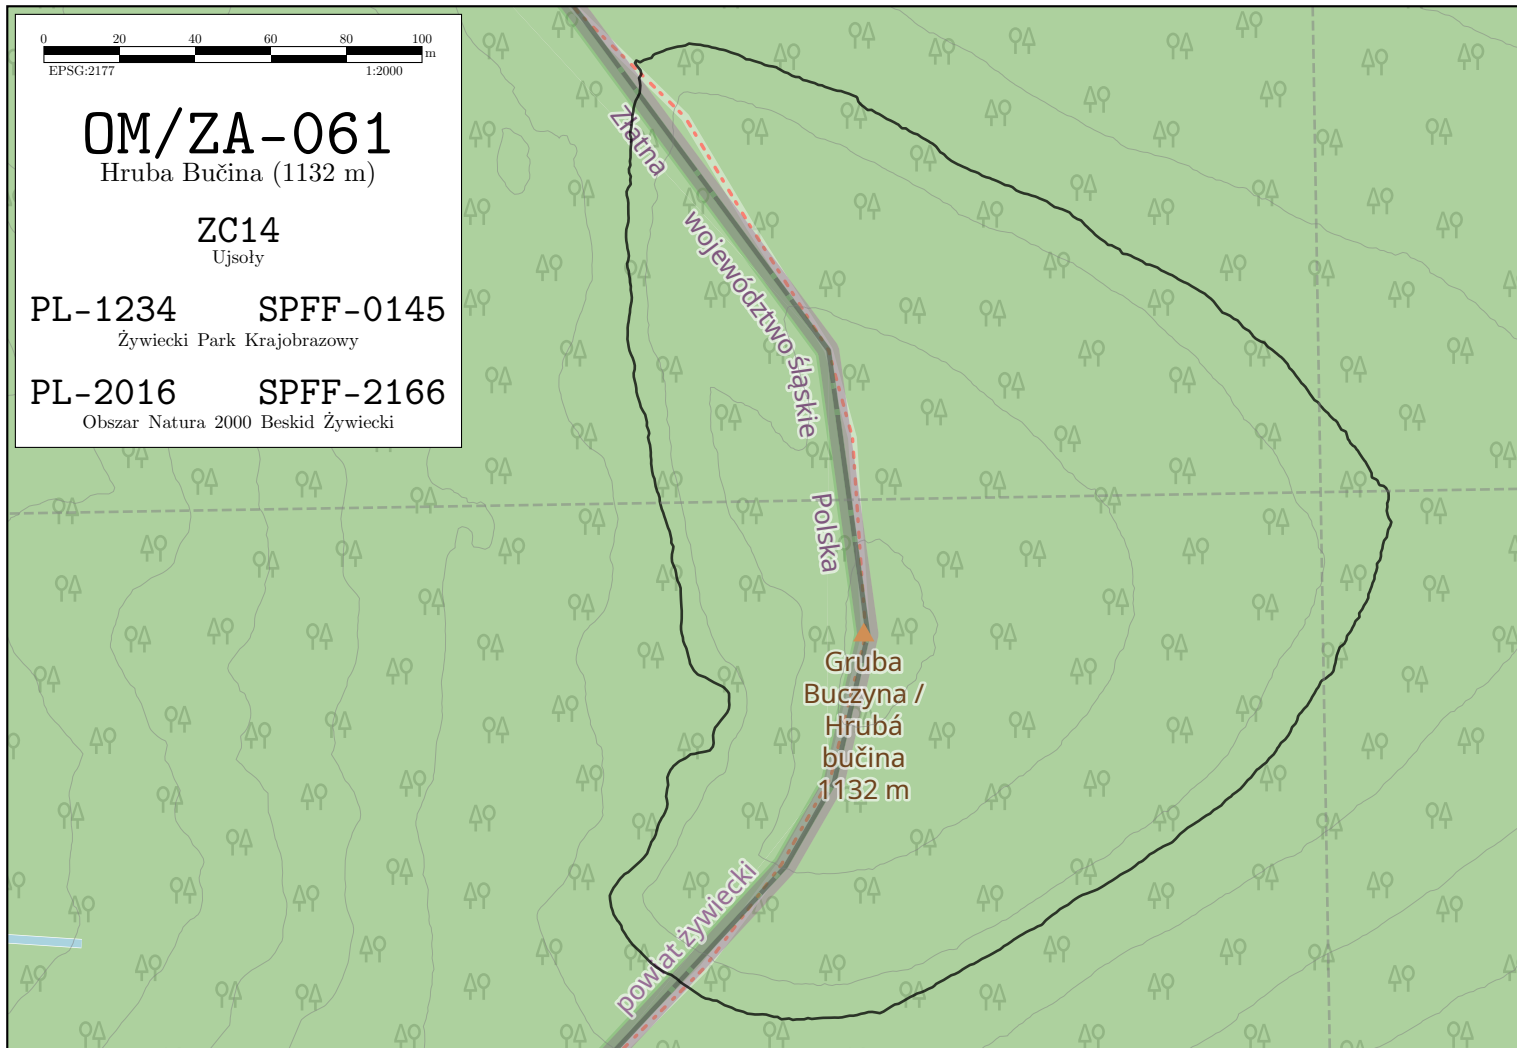 0 20 40 60 80 100
m
EPSG:2177 1:2000
OM/ZA-061
Hruba Bučina (1132 m)
ZC14
Ujsoły
PL-1234 SPFF-0145
Żywiecki Park Krajobrazowy
PL-2016 SPFF-2166
Obszar Natura 2000 Beskid Żywiecki
Złatna
województwo śląskie
Polska
Gruba
Buczyna /
Hrubá
bučina
1132 m
powiat żywiecki